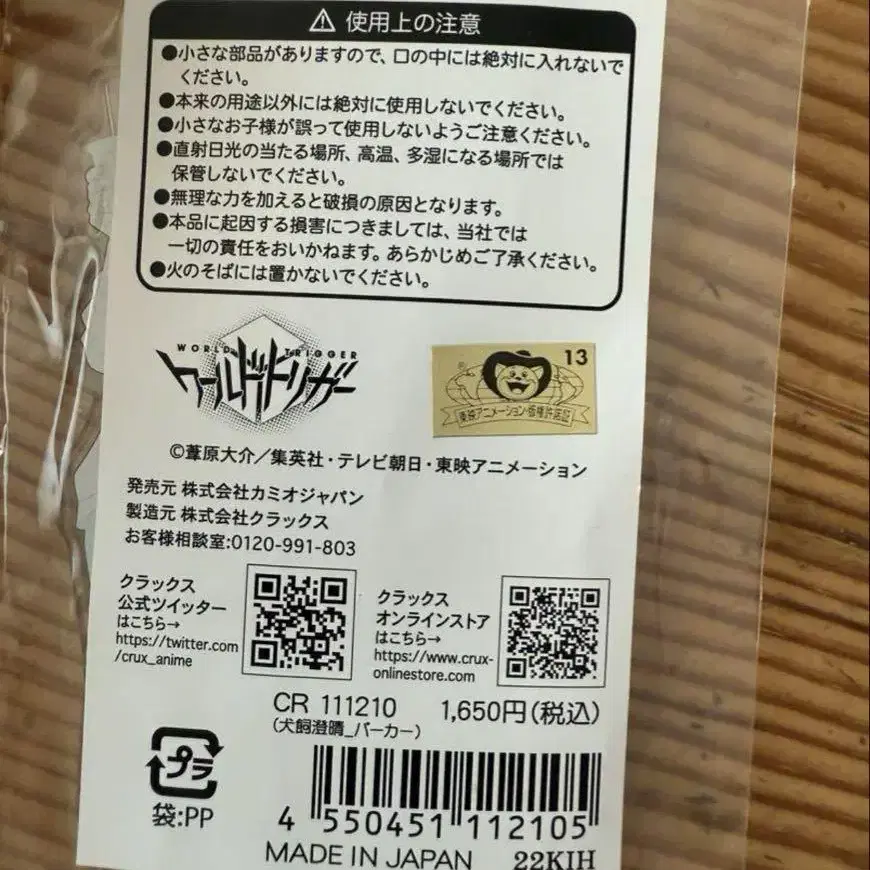 ⚠ 使用上の注意
●小さな部品がありますので、口の中には絶対に入れないで
ください。
●本来の用途以外には絶対に使用しないでください。
●小さなお子様が誤って使用しないようご注意ください。
●直射日光の当たる場所、高温、多湿になる場所では
保管しないでください。
●無理な力を加えると破損の原因となります。
●本品に起因する損害につきましては、当社では
一切の責任をおいかねます。あらかじめご了承ください。
●火のそばには置かないでください。
WORLD TRIGGER
ワールドトリガー
13
東映アニメーション・版権許諾証
©葦原大介／集英社・テレビ朝日・東映アニメーション
発売元 株式会社カミオジャパン
製造元 株式会社クラックス
お客様相談室:0120-991-803
クラックス
公式ツイッター
はこちら→
https://twitter.com
/crux_anime
クラックス
オンラインストア
はこちら→
https://www.crux-
onlinestore.com
CR 111210 1,650円(税込)
(犬飼澄晴_パーカー)
プラ
袋:PP
4 550451 112105
MADE IN JAPAN 22KIH